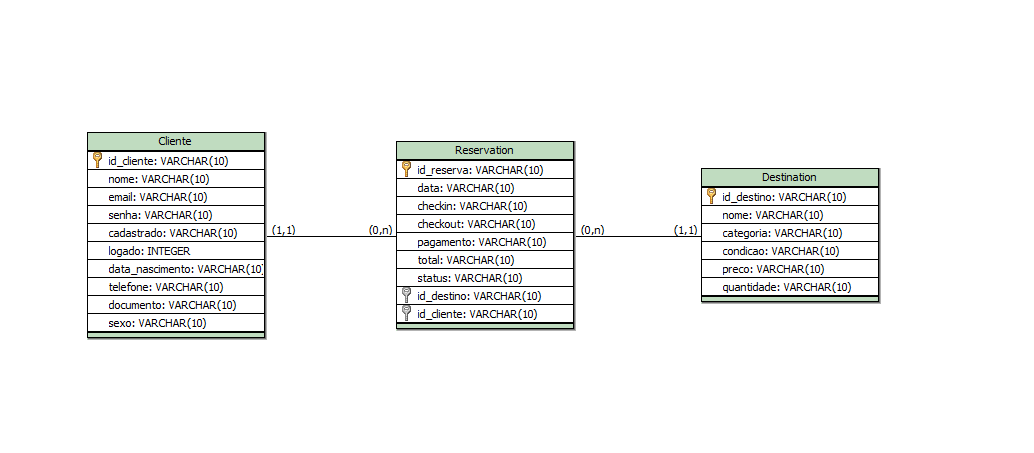 Cliente
id_cliente: VARCHAR(10)
nome: VARCHAR(10)
email: VARCHAR(10)
senha: VARCHAR(10)
cadastrado: VARCHAR(10)
logado: INTEGER
data_nascimento: VARCHAR(10)
telefone: VARCHAR(10)
documento: VARCHAR(10)
sexo: VARCHAR(10)
(1,1)
(0,n)
Reservation
id_reserva: VARCHAR(10)
data: VARCHAR(10)
checkin: VARCHAR(10)
checkout: VARCHAR(10)
pagamento: VARCHAR(10)
total: VARCHAR(10)
status: VARCHAR(10)
id_destino: VARCHAR(10)
id_cliente: VARCHAR(10)
(0,n)
(1,1)
Destination
id_destino: VARCHAR(10)
nome: VARCHAR(10)
categoria: VARCHAR(10)
condicao: VARCHAR(10)
preco: VARCHAR(10)
quantidade: VARCHAR(10)